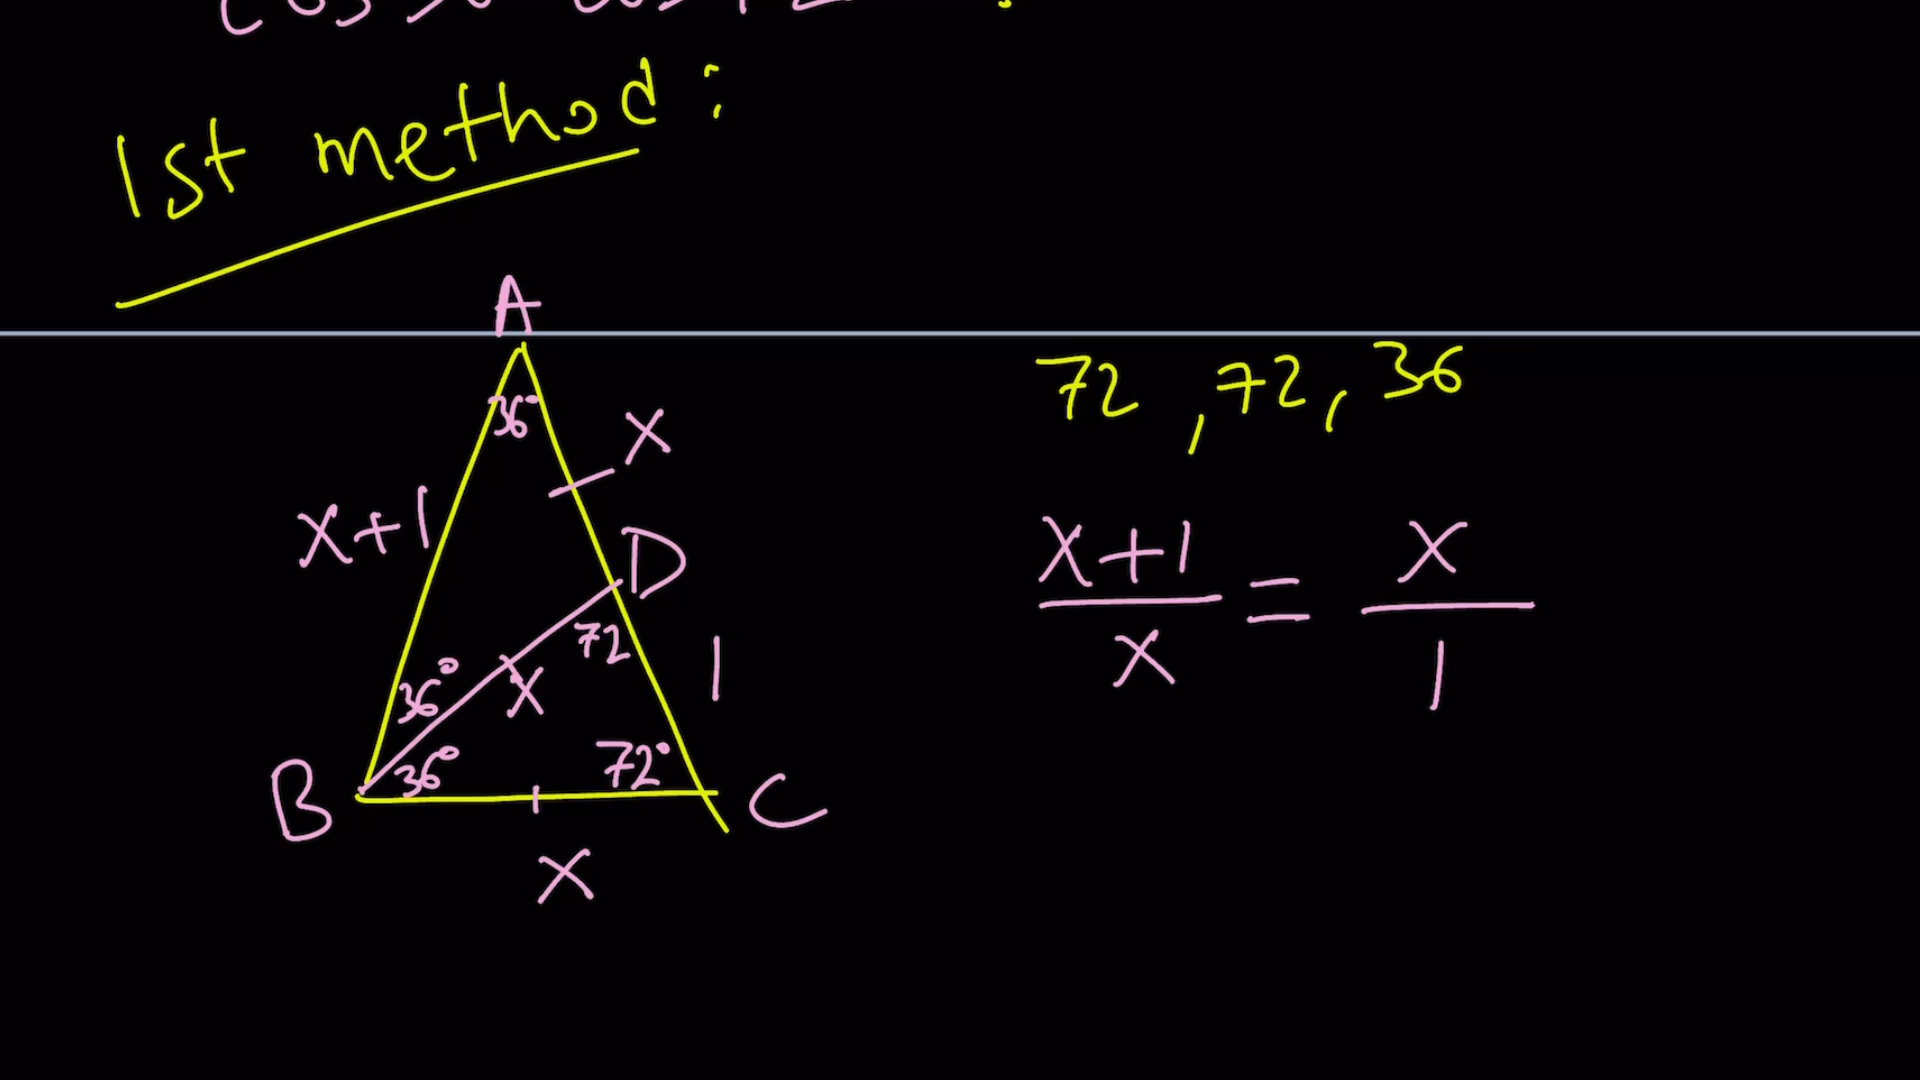 1st method:
A
72, 72, 36
36°
x
x+1
D
x+1 / x = x / 1
72
1
36°
x
36°
72°
B
C
x